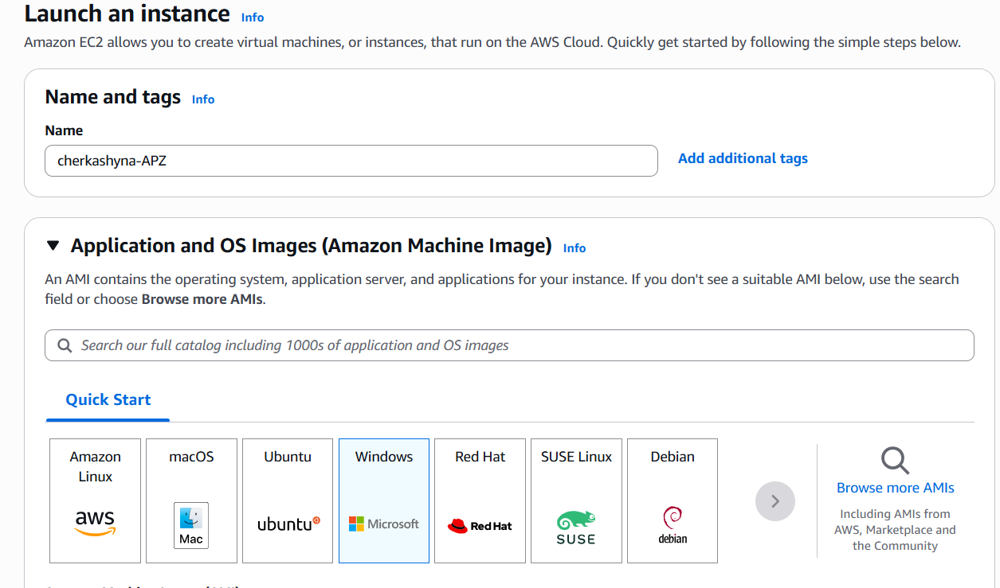 Launch an instance Info
Amazon EC2 allows you to create virtual machines, or instances, that run on the AWS Cloud. Quickly get started by following the simple steps below.
Name and tags Info
Name
cherkashyna-APZ
Add additional tags
Application and OS Images (Amazon Machine Image) Info
An AMI contains the operating system, application server, and applications for your instance. If you don't see a suitable AMI below, use the search
field or choose Browse more AMIs.
Search our full catalog including 1000s of application and OS images
Quick Start
Amazon
Linux
aws
macOS
Mac
Ubuntu
ubuntu
Windows
Microsoft
Red Hat
Red Hat
SUSE Linux
SUSE
Debian
debian
Browse more AMIs
Including AMIs from
AWS, Marketplace and
the Community